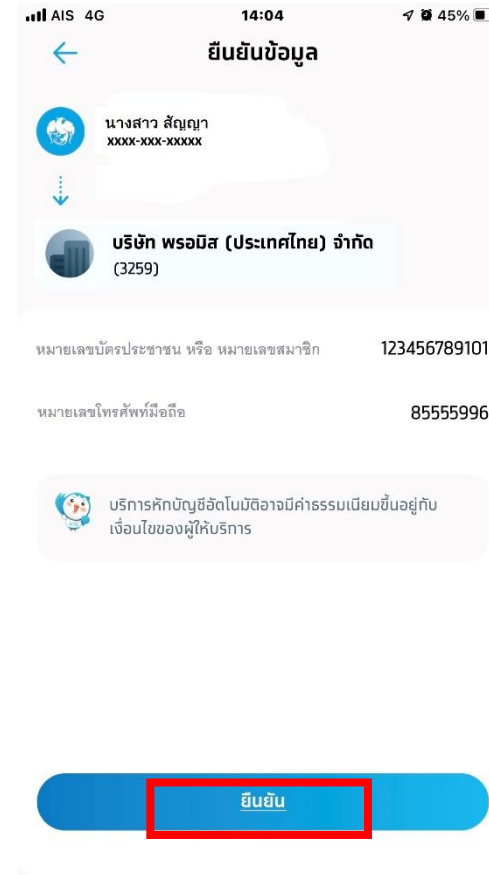 AIS 4G 14:04 45%
ยืนยันข้อมูล
นางสาว สัญญา
xxxx-xxx-xxxxx
บริษัท พรอมิส (ประเทศไทย) จำกัด
(3259)
หมายเลขบัตรประชาชน หรือ หมายเลขสมาชิก 123456789101
หมายเลขโทรศัพท์มือถือ 85555996
บริการหักบัญชีอัตโนมัติอาจมีค่าธรรมเนียมขึ้นอยู่กับ
เงื่อนไขของผู้ให้บริการ
ยืนยัน